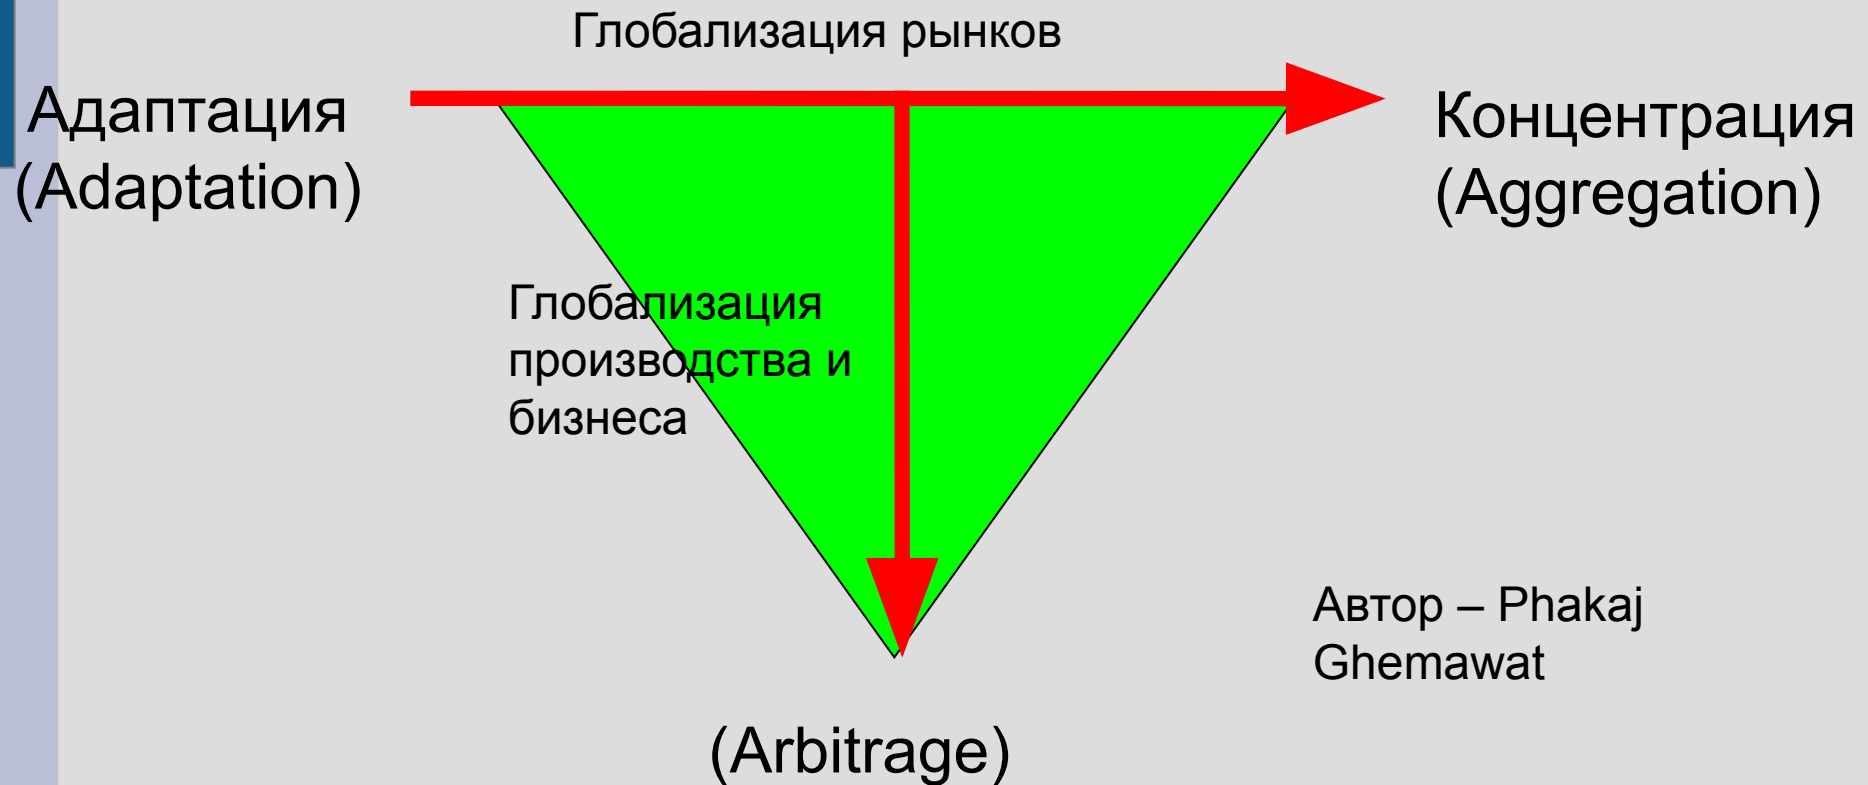 Глобализация рынков
Адаптация
(Adaptation)
Концентрация
(Aggregation)
Глобализация
производства и
бизнеса
Автор – Phakaj
Ghemawat
(Arbitrage)